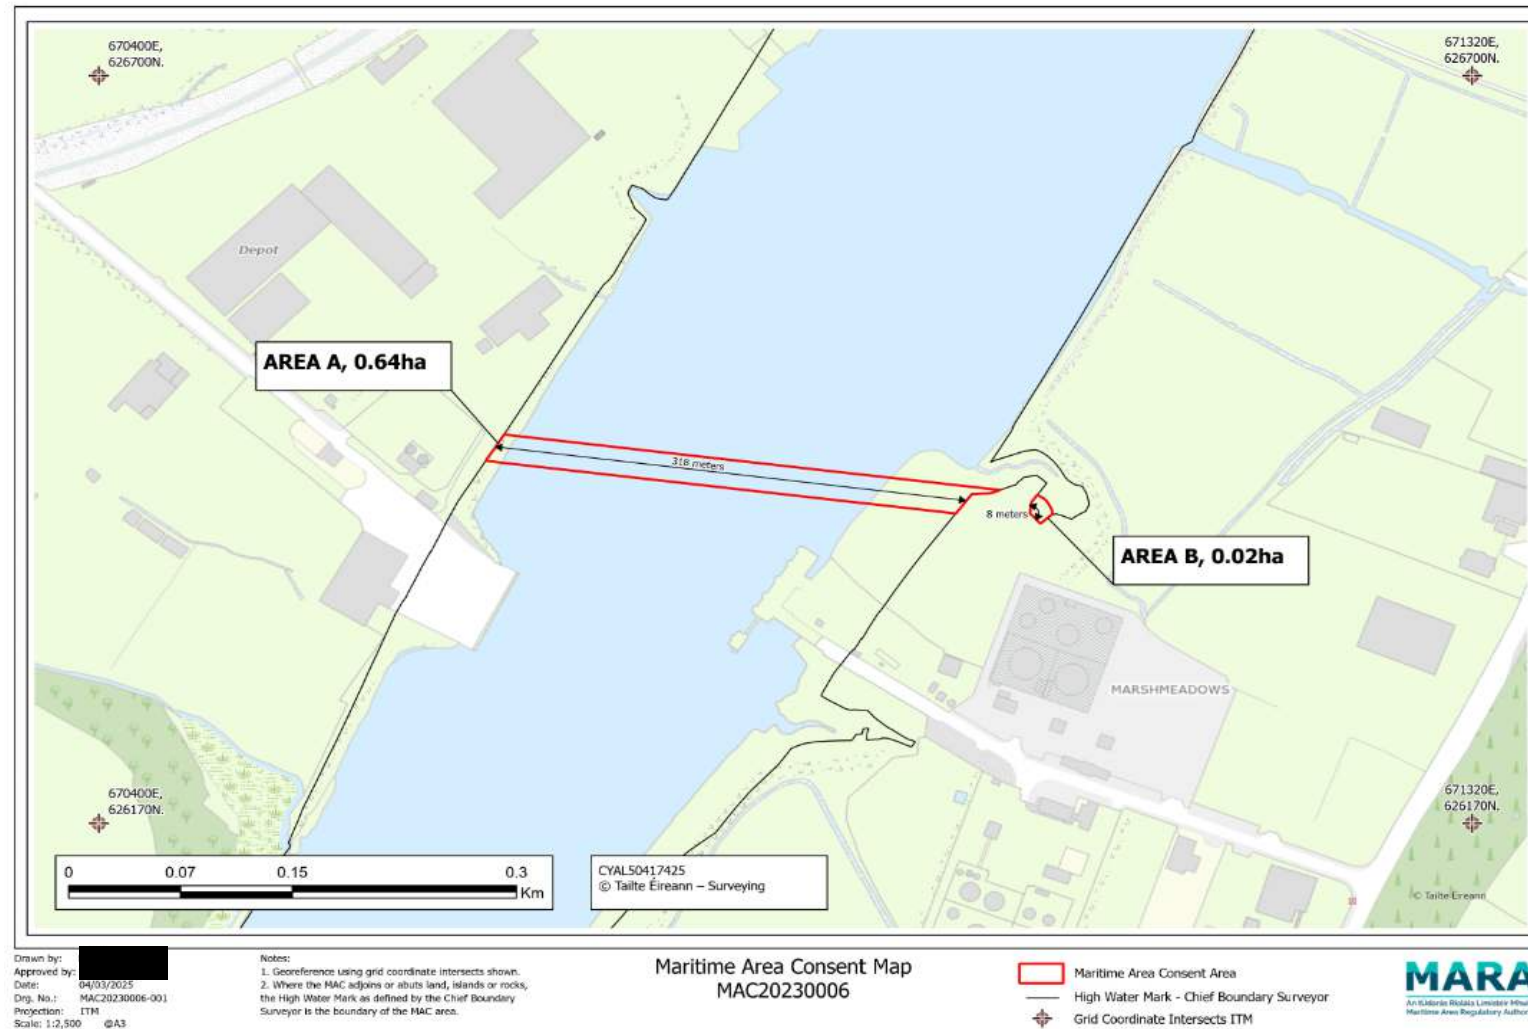 670400E,
626700N.
671320E,
626700N.
Depot
AREA A, 0.64ha
318 meters
8 meters
AREA B, 0.02ha
MARSHMEADOWS
670400E,
626170N.
671320E,
626170N.
0 0.07 0.15 0.3
Km
CYAL50417425
© Tailte Éireann – Surveying
© Tailte Éireann
Drawn by:
Approved by:
Date: 04/03/2025
Drg. No.: MAC20230006-001
Projection: ITM
Scale: 1:2,500 @A3
Notes:
1. Georeference using grid coordinate intersects shown.
2. Where the MAC adjoins or abuts land, islands or rocks,
the High Water Mark as defined by the Chief Boundary
Surveyor is the boundary of the MAC area.
Maritime Area Consent Map
MAC20230006
Maritime Area Consent Area
High Water Mark - Chief Boundary Surveyor
Grid Coordinate Intersects ITM
MARA
Maritime Area Regulatory